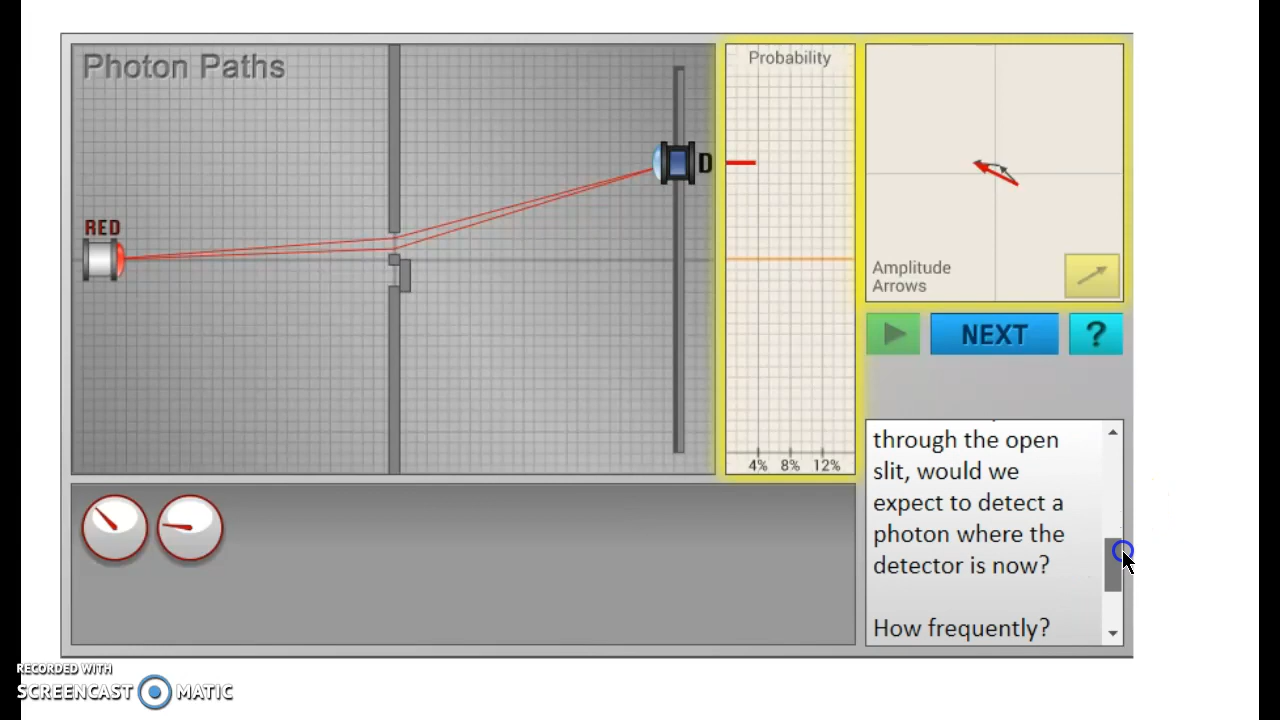 Photon Paths
RED
D
Probability
4% 8% 12%
Amplitude
Arrows
NEXT
?
through the open
slit, would we
expect to detect a
photon where the
detector is now?
How frequently?
RECORDED WITH
SCREENCAST MATIC